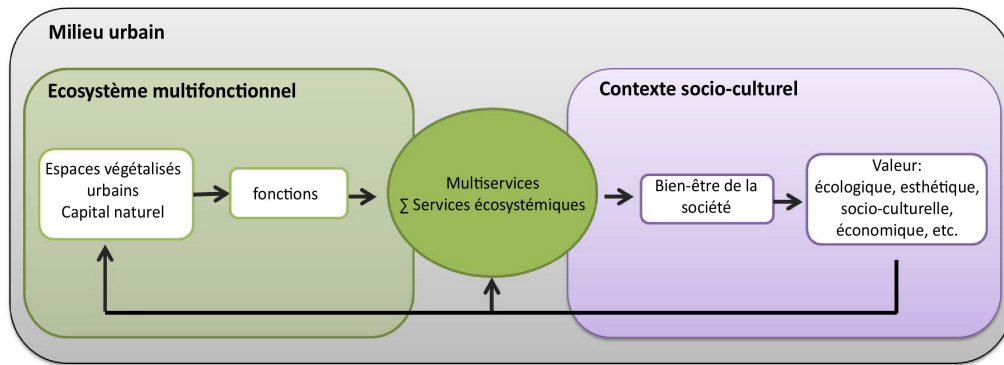 Milieu urbain
Ecosystème multifonctionnel
Espaces végétalisés
urbains
Capital naturel
fonctions
Multiservices
∑ Services écosystémiques
Contexte socio-culturel
Bien-être de la
société
Valeur:
écologique, esthétique,
socio-culturelle,
économique, etc.